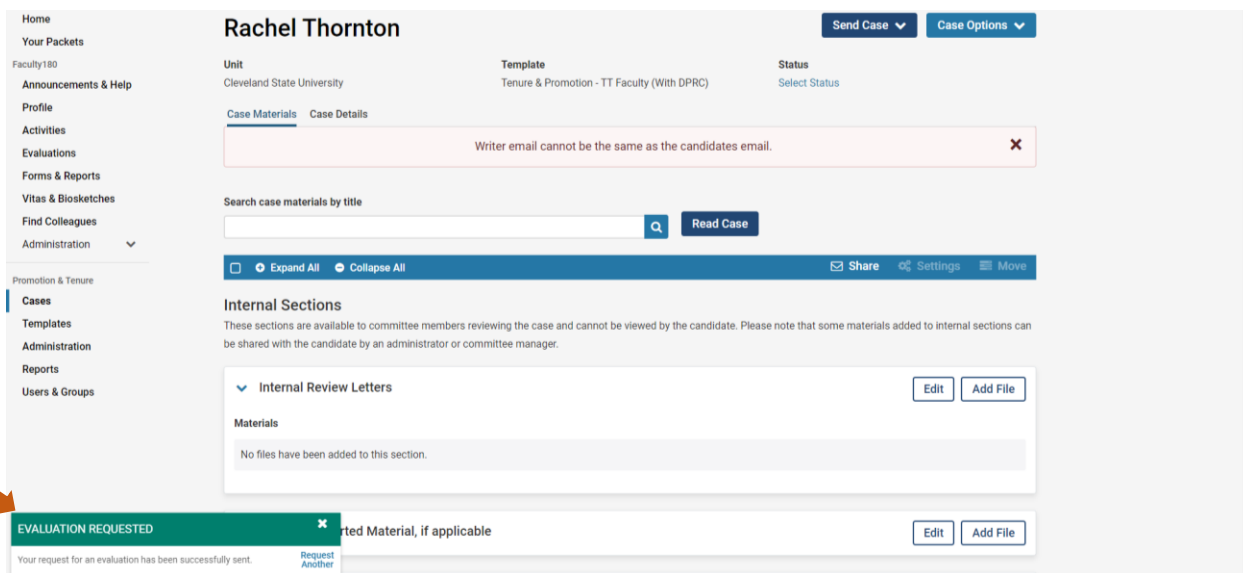 Home
Your Packets
Faculty180
Announcements & Help
Profile
Activities
Evaluations
Forms & Reports
Vitas & Biosketches
Find Colleagues
Administration
Promotion & Tenure
Cases
Templates
Administration
Reports
Users & Groups
Rachel Thornton
Send Case
Case Options
Unit
Cleveland State University
Template
Tenure & Promotion - TT Faculty (With DPRC)
Status
Select Status
Case Materials Case Details
Writer email cannot be the same as the candidates email.
Search case materials by title
Read Case
Expand All Collapse All Share Settings Move
Internal Sections
These sections are available to committee members reviewing the case and cannot be viewed by the candidate. Please note that some materials added to internal sections can
be shared with the candidate by an administrator or committee manager.
Internal Review Letters
Edit Add File
Materials
No files have been added to this section.
Material, if applicable
Edit Add File
EVALUATION REQUESTED
Your request for an evaluation has been successfully sent.
Request
Another